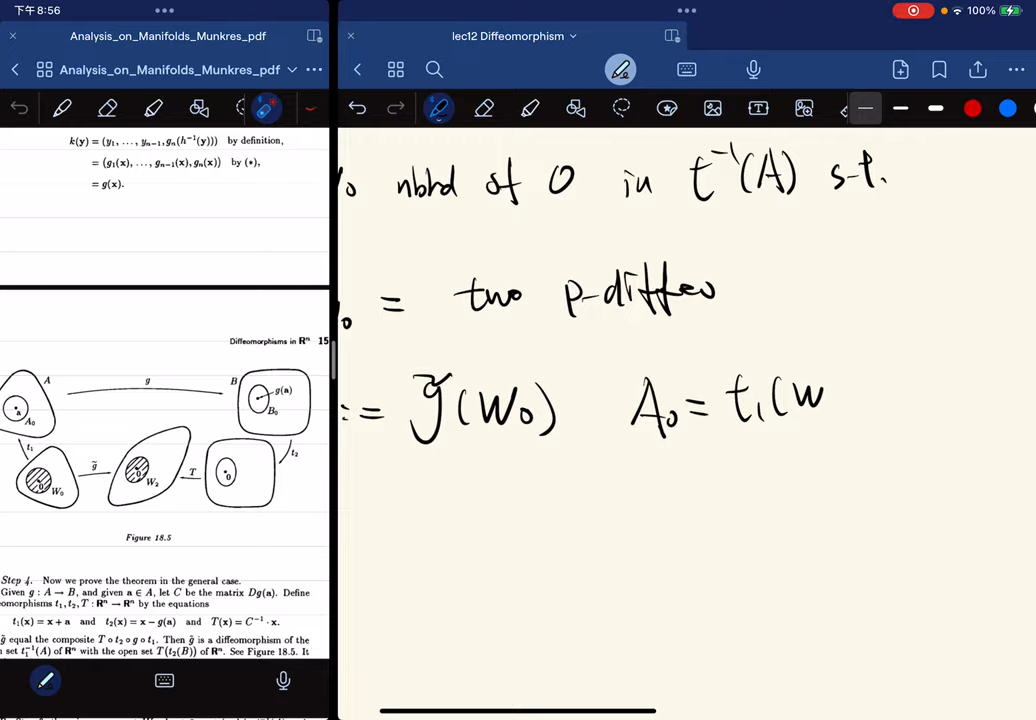 下午8:56
100%
Analysis_on_Manifolds_Munkres_pdf
lec12 Diffeomorphism
Analysis_on_Manifolds_Munkres_pdf
k(y) = (y₁, …, yₙ₋₁, gₙ(h⁻¹(y))) by definition,
= (g₁(x), …, gₙ₋₁(x), gₙ(x)) by (*),
= g(x).
Diffeomorphisms in Rⁿ 15
A g B
a A₀ g(a) B₀
t₁ t₂
0 W₀ g̃ 0 W₂ T 0
Figure 18.5
Step 4. Now we prove the theorem in the general case.
Given g : A → B, and given a ∈ A, let C be the matrix Dg(a). Define
eomorphisms t₁, t₂, T : Rⁿ → Rⁿ by the equations
t₁(x) = x + a and t₂(x) = x − g(a) and T(x) = C⁻¹ · x.
g̃ equal the composite T ∘ t₂ ∘ g ∘ t₁. Then g̃ is a diffeomorphism of the
n set t₁⁻¹(A) of Rⁿ with the open set T(t₂(B)) of Rⁿ. See Figure 18.5. It
₀ nbhd of 0 in t⁻¹(A) s.t.
₀ = two p-diffeo
:= g̃(W₀) A₀ = t₁(W